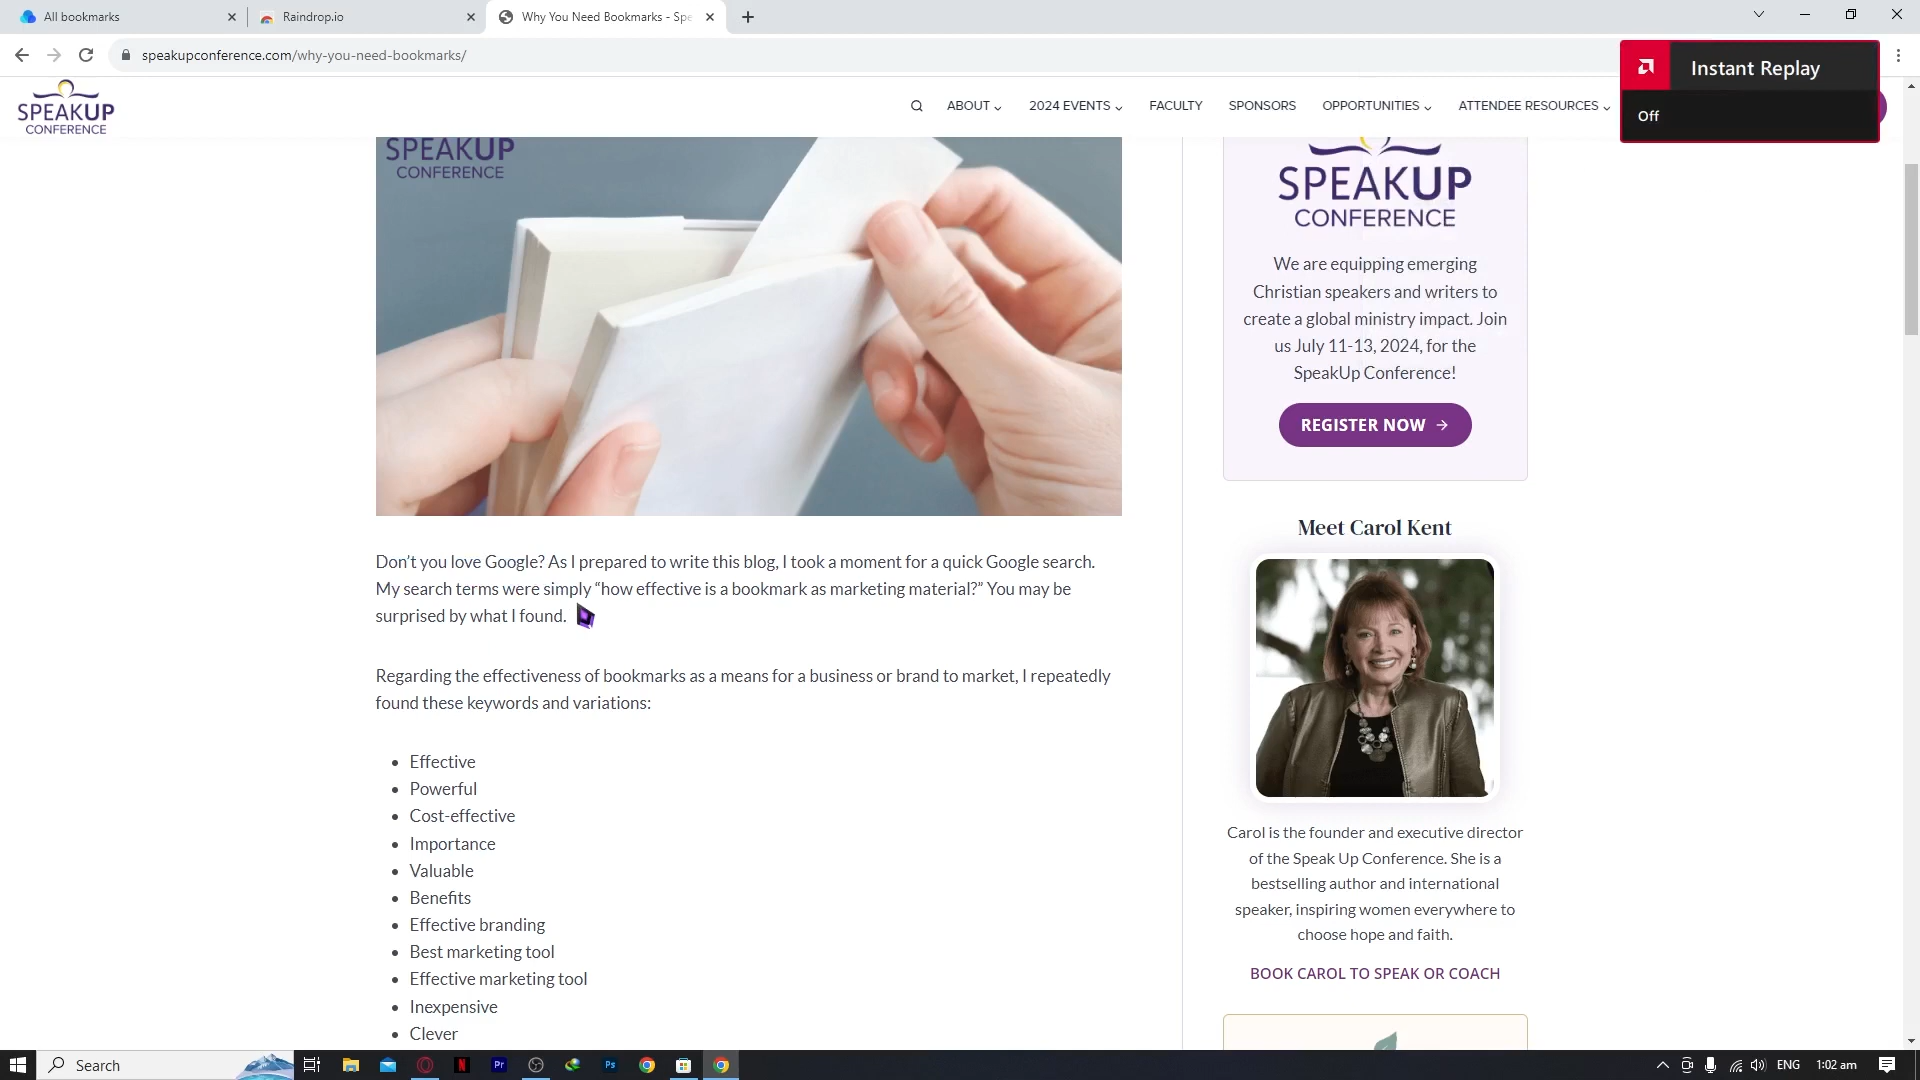 All bookmarks
Raindrop.io
Why You Need Bookmarks - Spe
speakupconference.com/why-you-need-bookmarks/
Instant Replay
Off
SPEAKUP
CONFERENCE
ABOUT
2024 EVENTS
FACULTY
SPONSORS
OPPORTUNITIES
ATTENDEE RESOURCES
SPEAKUP
CONFERENCE
Don’t you love Google? As I prepared to write this blog, I took a moment for a quick Google search.
My search terms were simply “how effective is a bookmark as marketing material?” You may be
surprised by what I found.
Regarding the effectiveness of bookmarks as a means for a business or brand to market, I repeatedly
found these keywords and variations:
• Effective
• Powerful
• Cost-effective
• Importance
• Valuable
• Benefits
• Effective branding
• Best marketing tool
• Effective marketing tool
• Inexpensive
• Clever
SPEAKUP
CONFERENCE
We are equipping emerging
Christian speakers and writers to
create a global ministry impact. Join
us July 11-13, 2024, for the
SpeakUp Conference!
REGISTER NOW →
Meet Carol Kent
Carol is the founder and executive director
of the Speak Up Conference. She is a
bestselling author and international
speaker, inspiring women everywhere to
choose hope and faith.
BOOK CAROL TO SPEAK OR COACH
Search
N
Pr
Ps
ENG
1:02 am